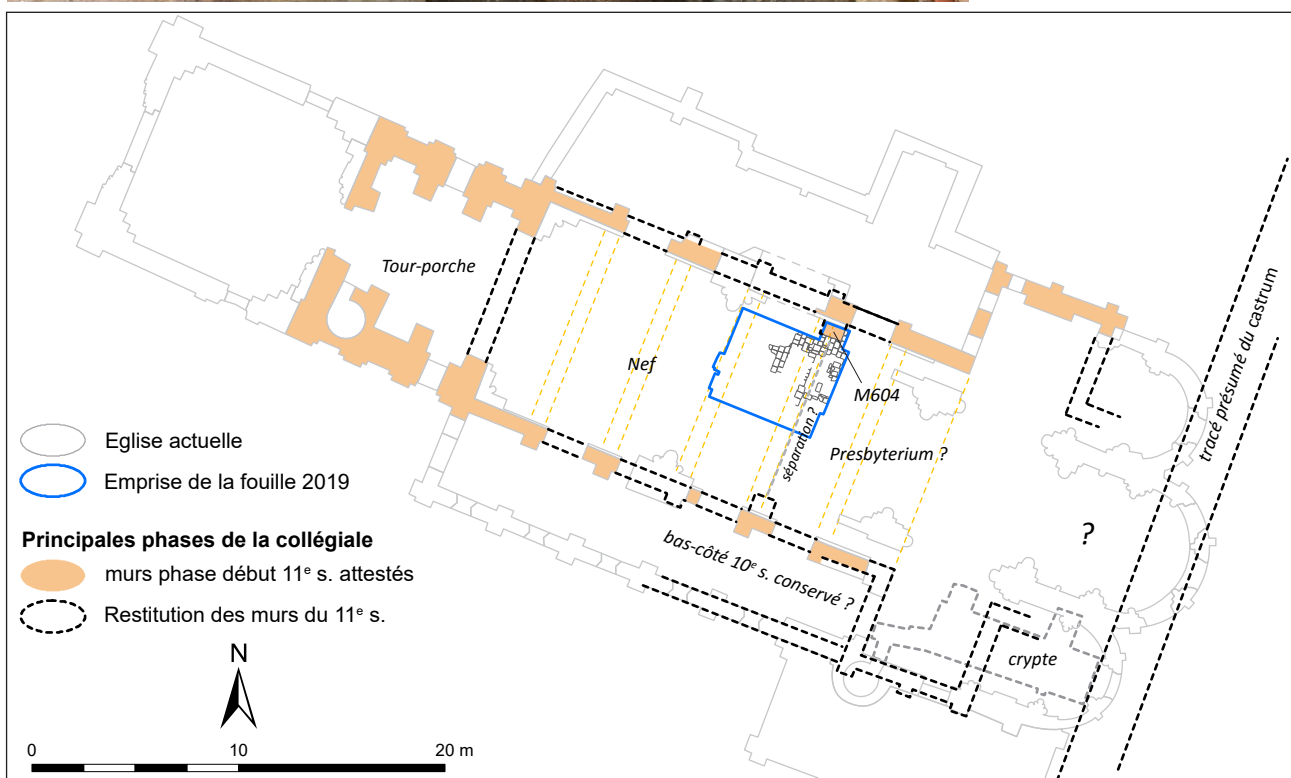 Tour-porche
Nef
M604
séparation ?
Presbyterium ?
tracé présumé du castrum
?
bas-côté 10e s. conservé ?
crypte
Eglise actuelle
Emprise de la fouille 2019
Principales phases de la collégiale
murs phase début 11e s. attestés
Restitution des murs du 11e s.
N
0 10 20 m